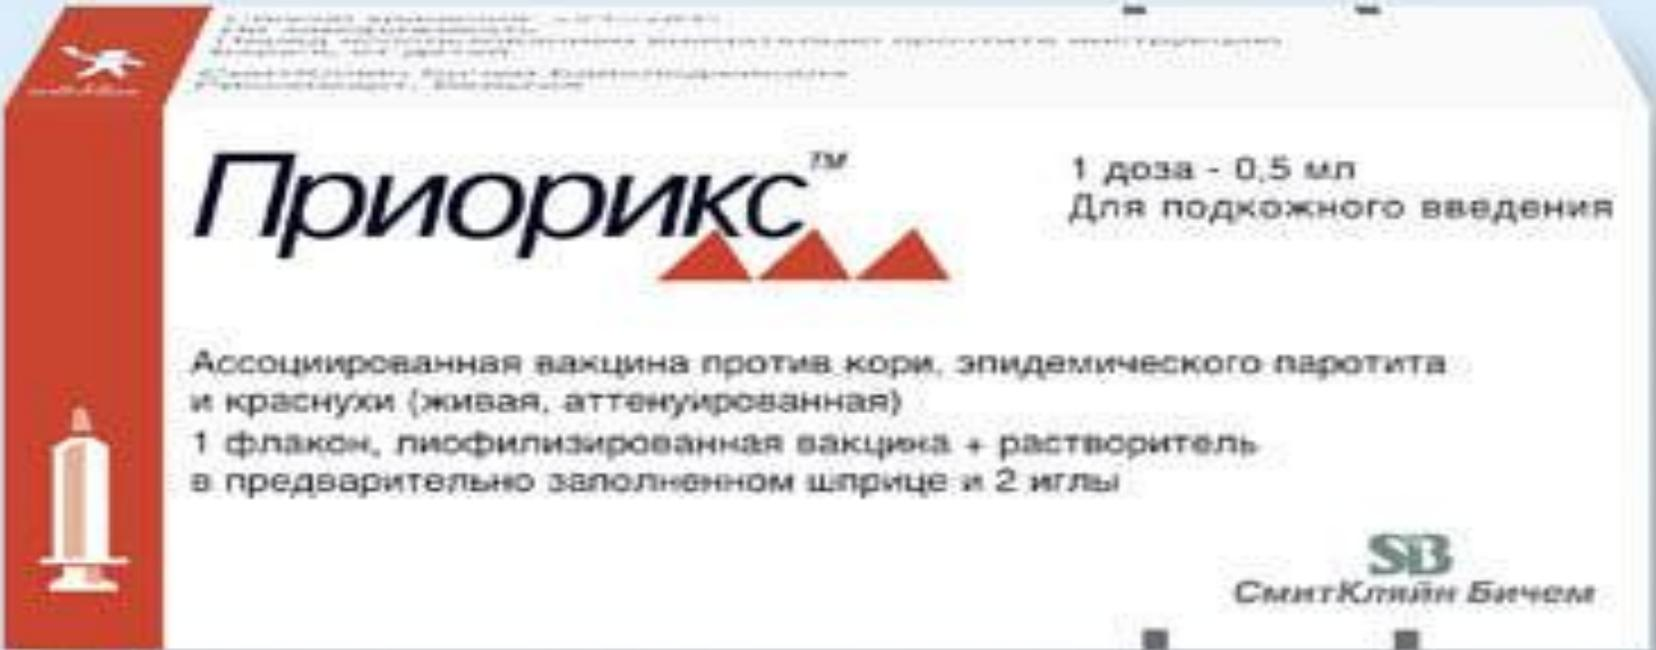 Приорикс™
1 доза - 0,5 мл
Для подкожного введения
Ассоциированная вакцина против кори, эпидемического паротита
и краснухи (живая, аттенуированная)
1 флакон, лиофилизированная вакцина + растворитель
в предварительно заполненном шприце и 2 иглы
SB
СмитКляйн Бичем